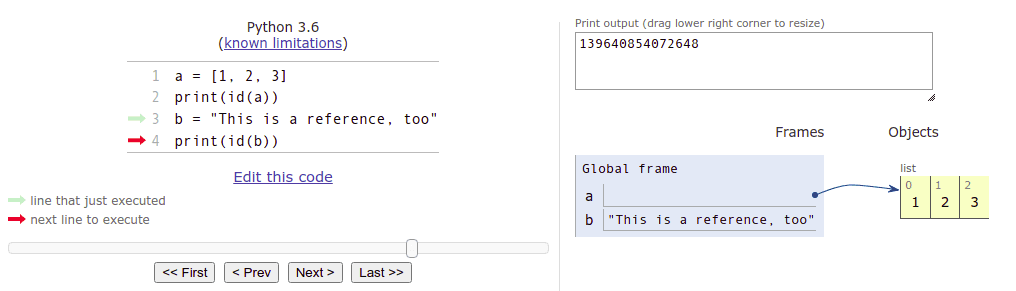 Python 3.6
(known limitations)
1 a = [1, 2, 3]
2 print(id(a))
3 b = "This is a reference, too"
4 print(id(b))
Edit this code
line that just executed
next line to execute
<< First < Prev Next > Last >>
Print output (drag lower right corner to resize)
139640854072648
Frames Objects
Global frame
a
b "This is a reference, too"
list
0 1 2
1 2 3